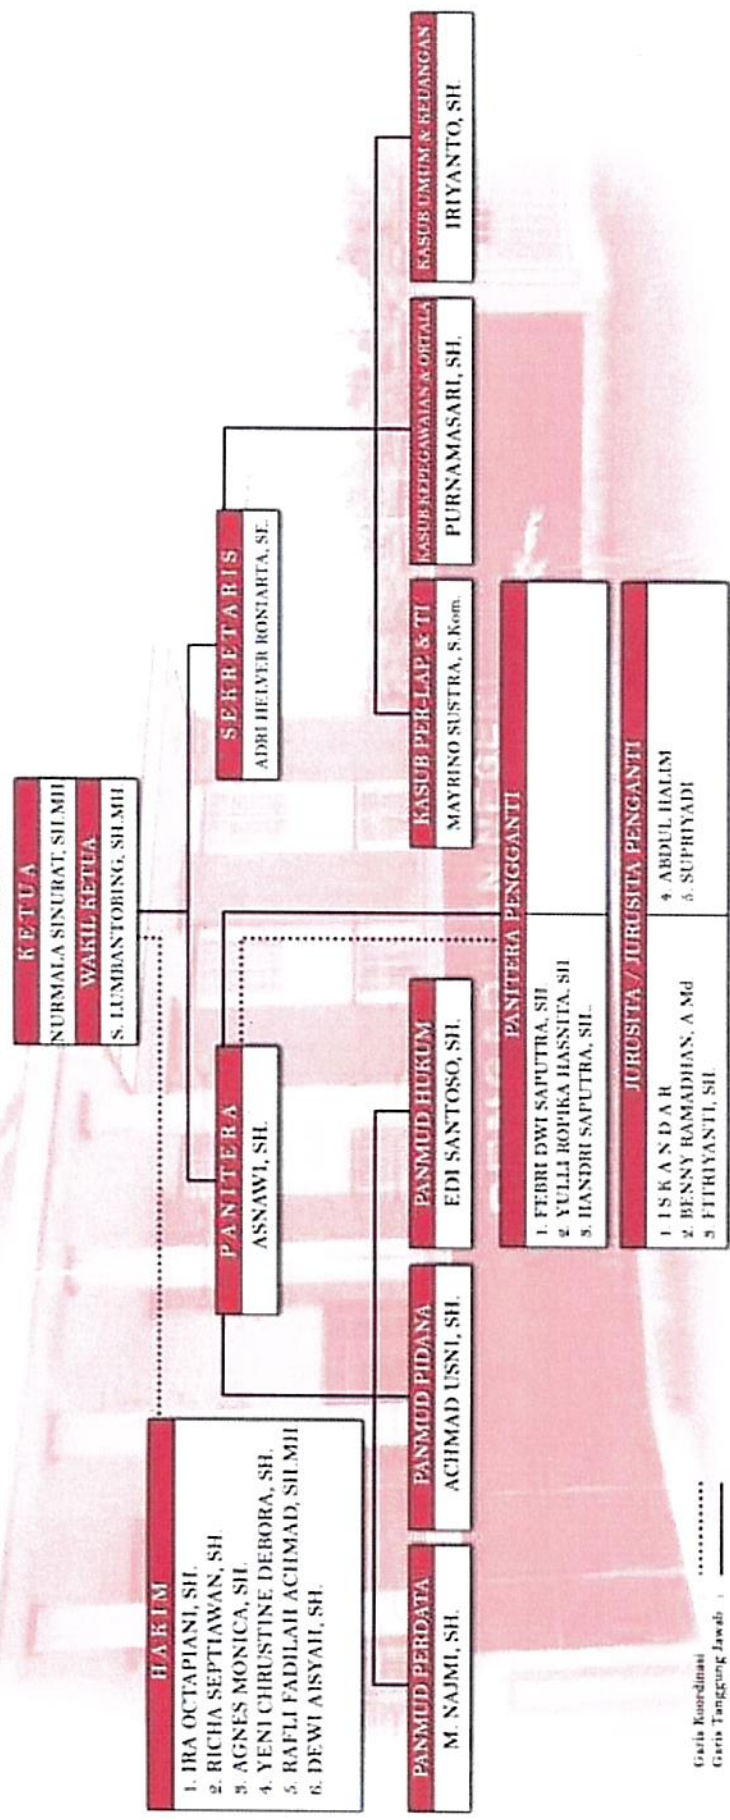 KETUA
NURMALA SINURAT, SH.MH
WAKIL KETUA
S. LUMBANTOBING, SH.MH
HAKIM
1. IRA OCTAPIANI, SH.
2. RICHA SEPTIAWAN, SH.
3. AGNES MONICA, SH.
4. YENI CHRUSTINE DEBORA, SH.
5. RAFLI FADILAH ACHMAD, SH.MH
6. DEWI AISYAH, SH.
PANITERA
ASNAWI, SH.
SEKRETARIS
ADRI HELVER RONIARTA, SE.
PANMUD PERDATA
M. NAJMI, SH.
PANMUD PIDANA
ACHMAD USNI, SH.
PANMUD HUKUM
EDI SANTOSO, SH.
KASUB PER-LAP, & TI
MAYRINO SUSTRA, S.Kom.
KASUB KEPEGAWAIAN & ORTALA
PURNAMASARI, SH.
KASUB UMUM & KEUANGAN
IRIYANTO, SH.
PANITERA PENGGANTI
1. FEBRI DWI SAPUTRA, SH.
2. YULLI ROPIKA HASNITA, SH
3. HANDRI SAPUTRA, SH..
JURUSITA / JURUSITA PENGANTI
1. ISKANDAR
2. BENNY RAMADHAN, A Md
3 FITRIYANTI, SH.
4. ABDUL HALIM
5. SUPRIYADI
Garis Koordinasi
Garis Tanggung Jawab :